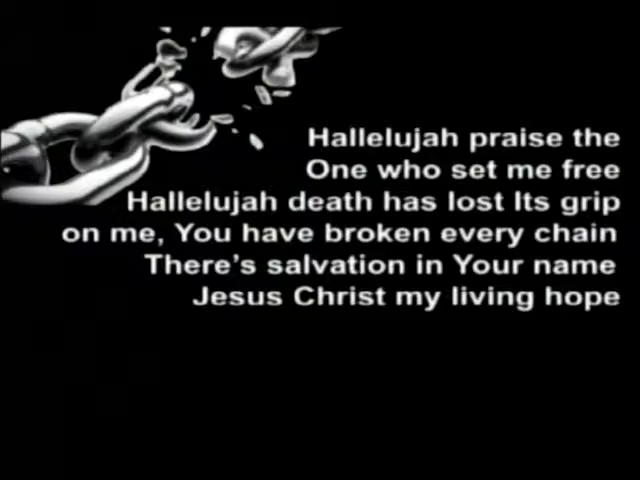 Hallelujah praise the
One who set me free
Hallelujah death has lost Its grip
on me, You have broken every chain
There's salvation in Your name
Jesus Christ my living hope